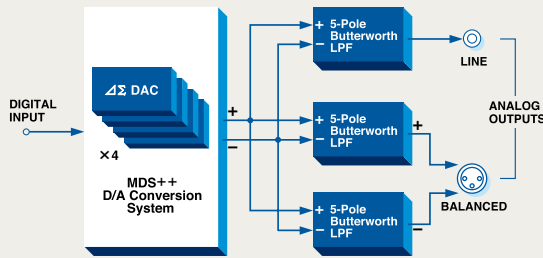 DIGITAL
INPUT
⊿Σ DAC
×4
MDS++
D/A Conversion
System
+
−
+ 5-Pole
− Butterworth
LPF
LINE
+ 5-Pole
− Butterworth
LPF
+
+ 5-Pole
− Butterworth
LPF
−
BALANCED
ANALOG
OUTPUTS